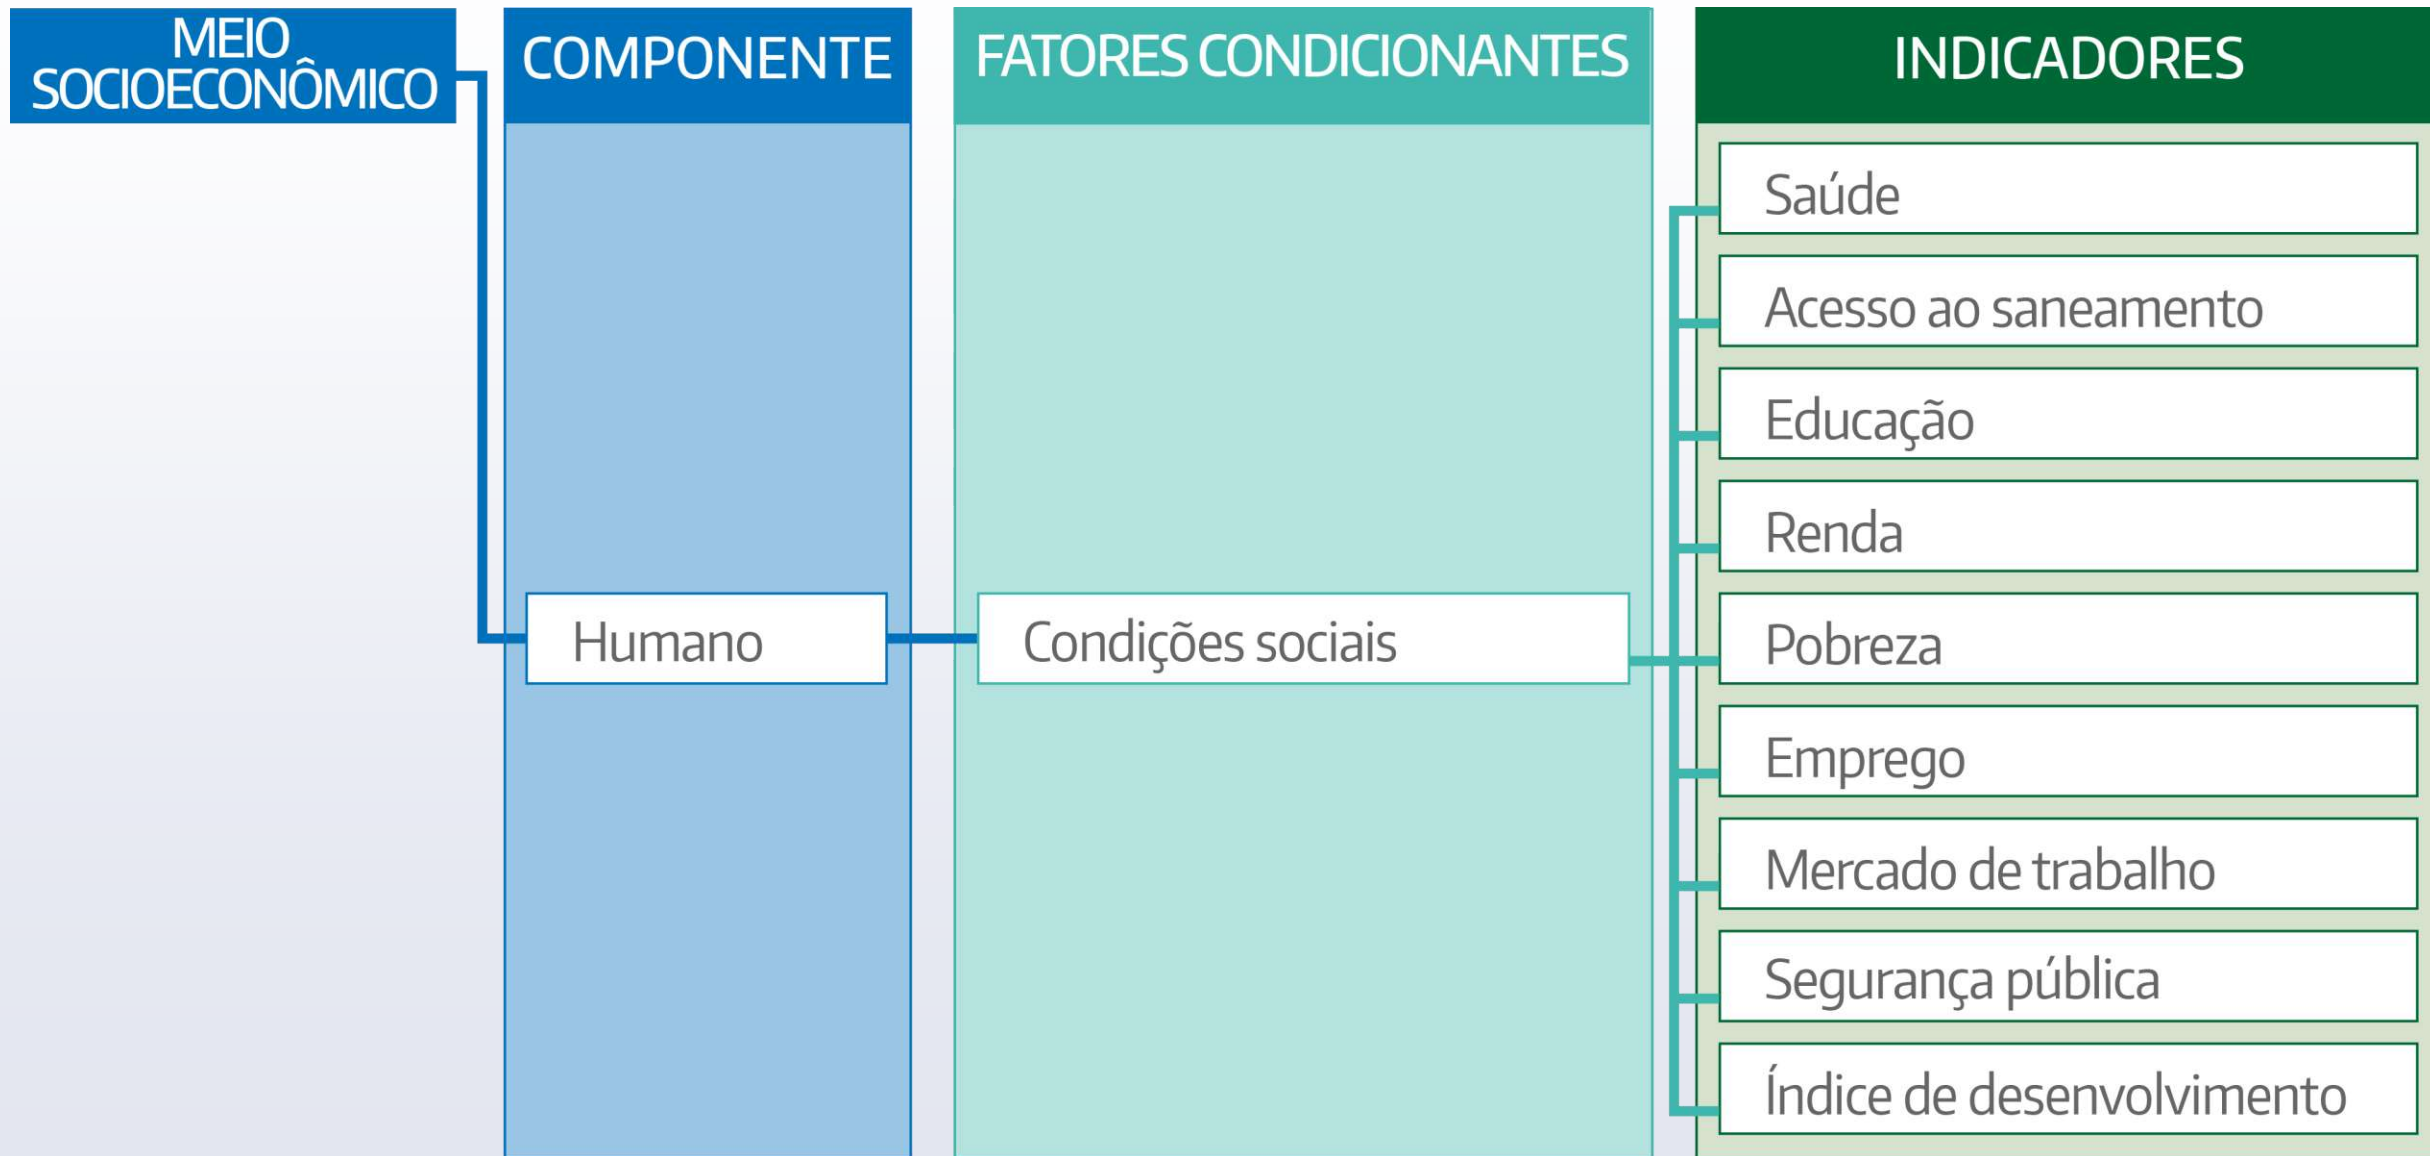 MEIO
SOCIOECONÔMICO
COMPONENTE
FATORES CONDICIONANTES
INDICADORES
Humano
Condições sociais
Saúde
Acesso ao saneamento
Educação
Renda
Pobreza
Emprego
Mercado de trabalho
Segurança pública
Índice de desenvolvimento